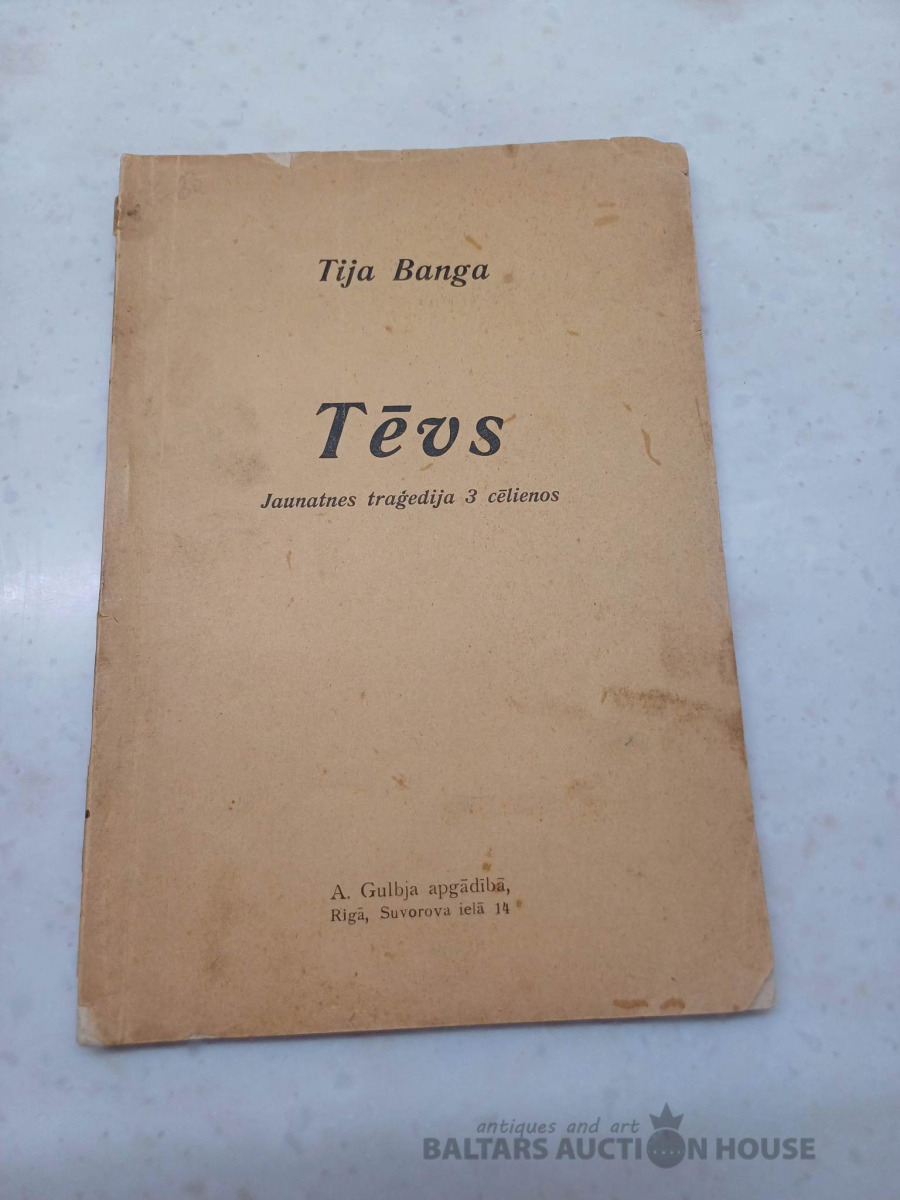 Tija Banga
Tēvs
Jaunatnes traģedija 3 cēlienos
A. Gulbja apgādībā,
Rīgā, Suvorova ielā 14
antiques and art
BALTARS AUCTION HOUSE